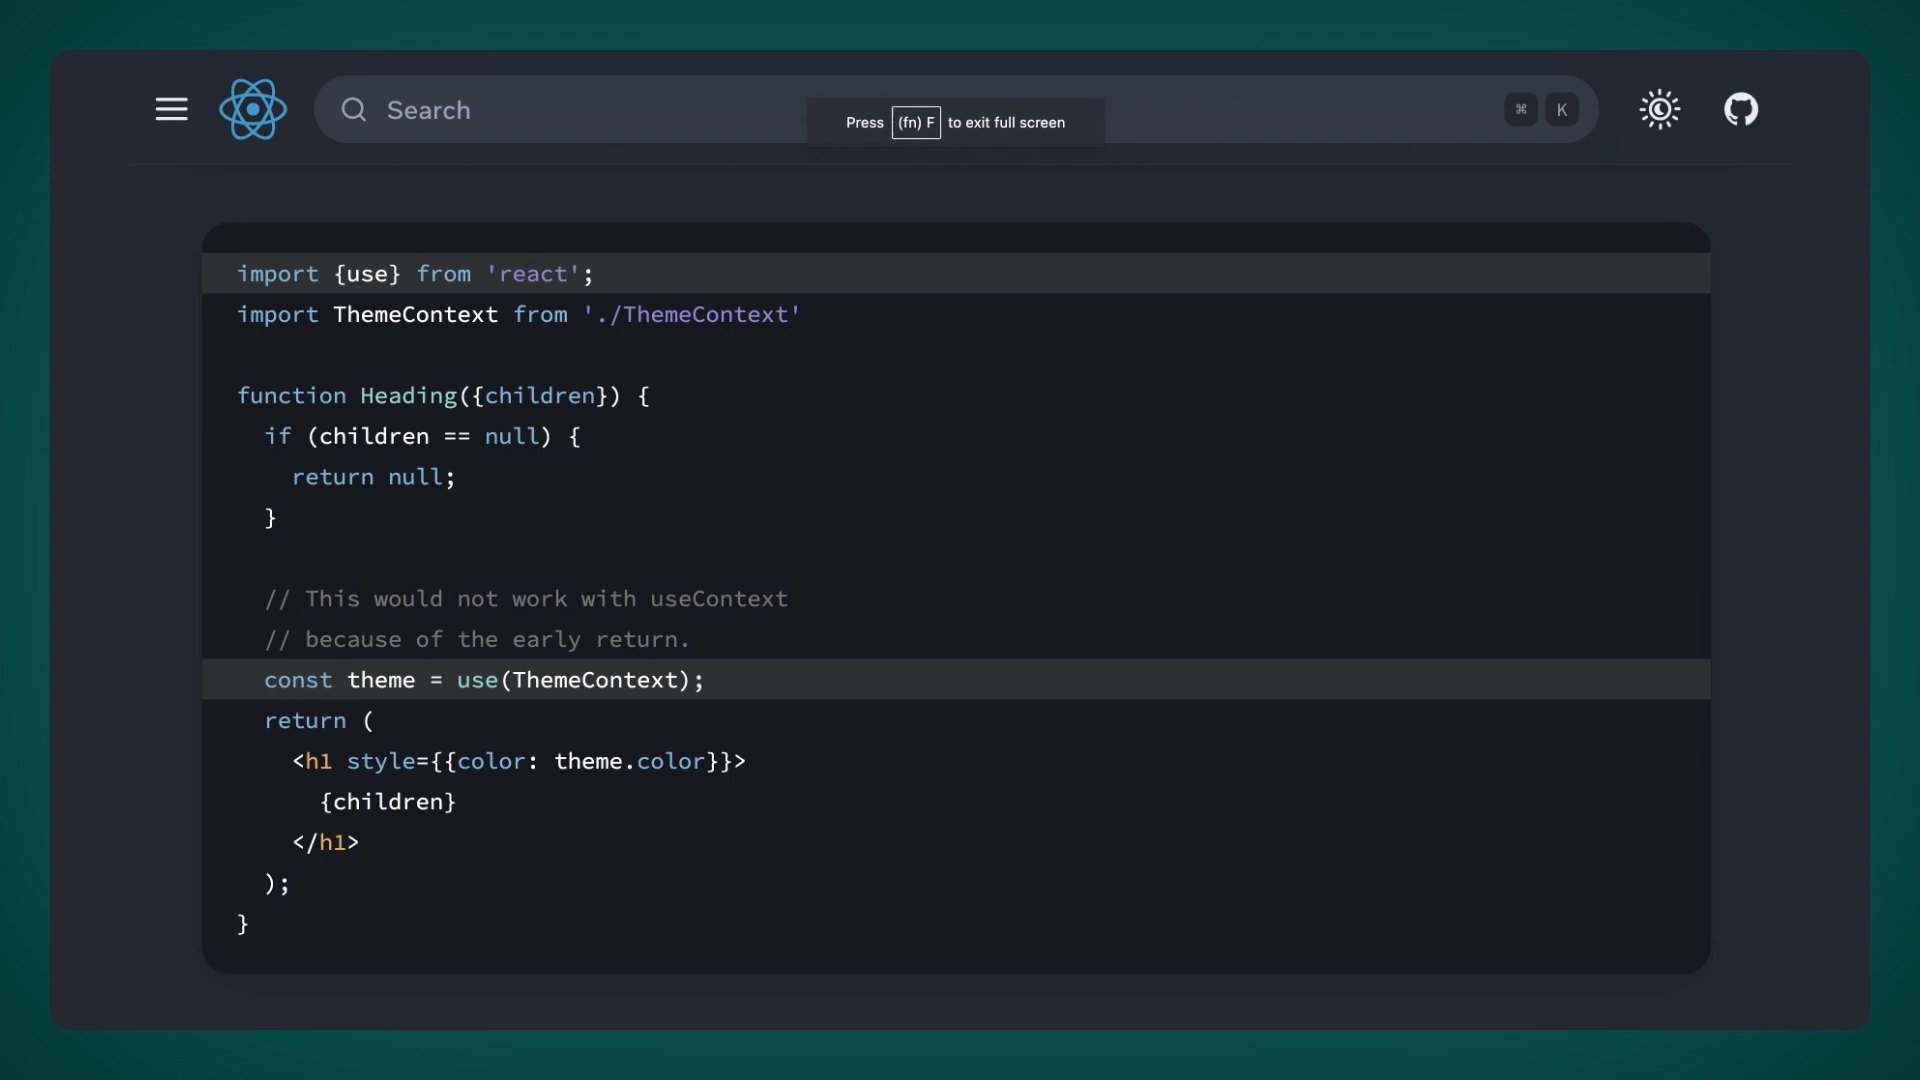 Search
⌘ K
Press (fn) F to exit full screen
import {use} from 'react';
import ThemeContext from './ThemeContext'
function Heading({children}) {
if (children == null) {
return null;
}
// This would not work with useContext
// because of the early return.
const theme = use(ThemeContext);
return (
<h1 style={{color: theme.color}}>
{children}
</h1>
);
}